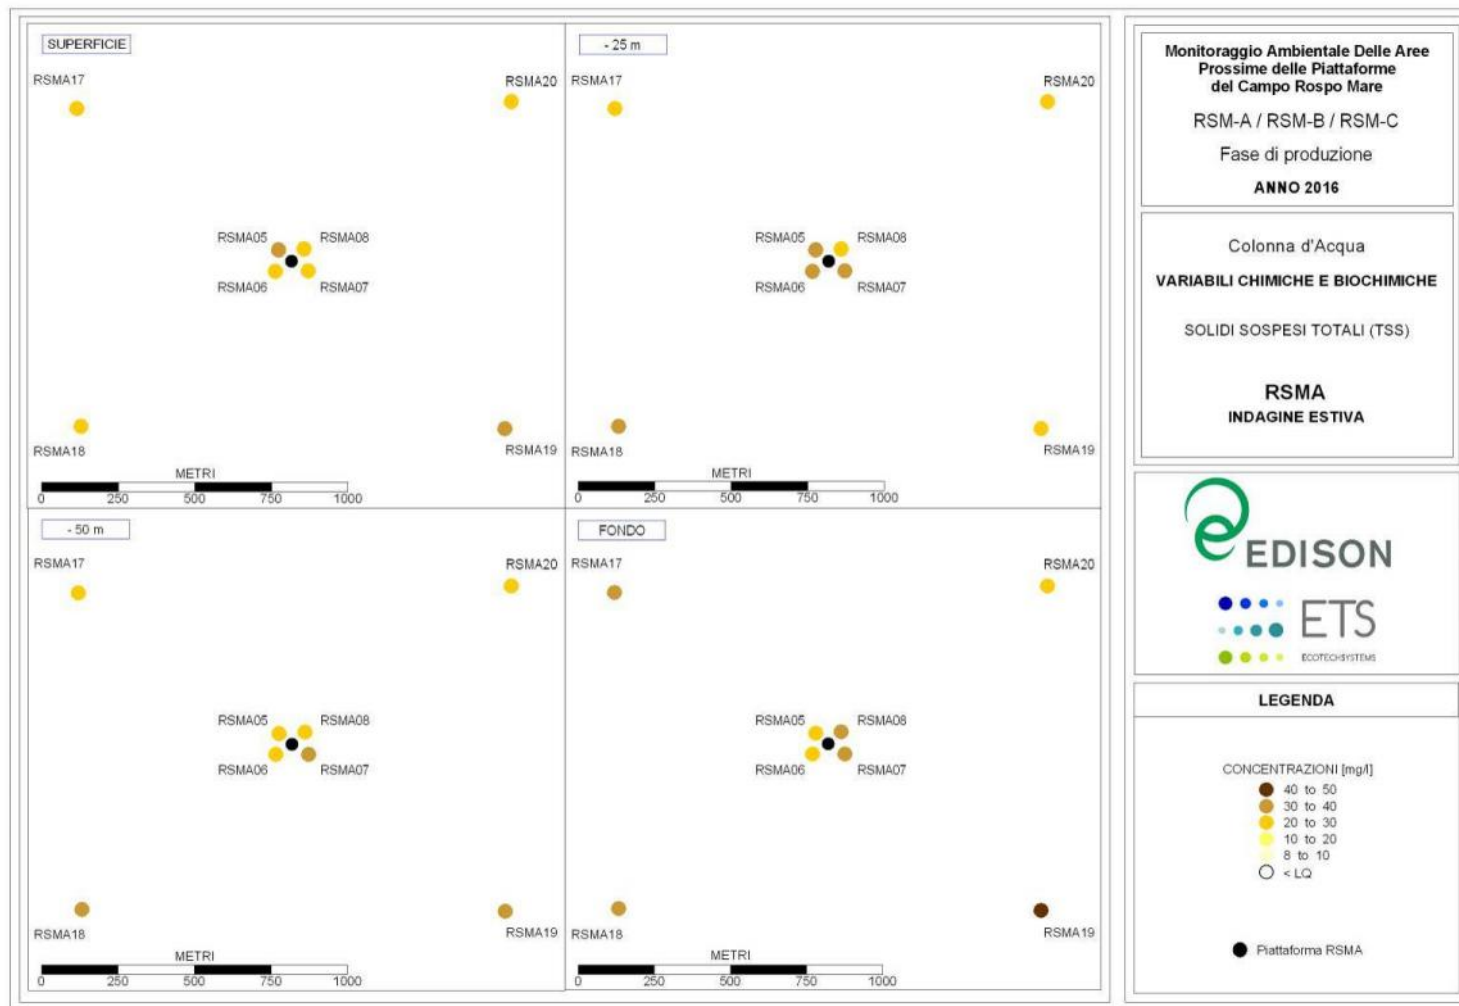 SUPERFICIE
RSMA17
RSMA20
RSMA05
RSMA08
RSMA06
RSMA07
RSMA18
RSMA19
METRI
0 250 500 750 1000
- 25 m
RSMA17
RSMA20
RSMA05
RSMA08
RSMA06
RSMA07
RSMA18
RSMA19
METRI
0 250 500 750 1000
- 50 m
RSMA17
RSMA20
RSMA05
RSMA08
RSMA06
RSMA07
RSMA18
RSMA19
METRI
0 250 500 750 1000
FONDO
RSMA17
RSMA20
RSMA05
RSMA08
RSMA06
RSMA07
RSMA18
RSMA19
METRI
0 250 500 750 1000
Monitoraggio Ambientale Delle Aree
Prossime delle Piattaforme
del Campo Rospo Mare
RSM-A / RSM-B / RSM-C
Fase di produzione
ANNO 2016
Colonna d'Acqua
VARIABILI CHIMICHE E BIOCHIMICHE
SOLIDI SOSPESI TOTALI (TSS)
RSMA
INDAGINE ESTIVA
EDISON
ETS
ECOTECHSYSTEMS
LEGENDA
CONCENTRAZIONI [mg/l]
40 to 50
30 to 40
20 to 30
10 to 20
8 to 10
< LQ
Piattaforma RSMA